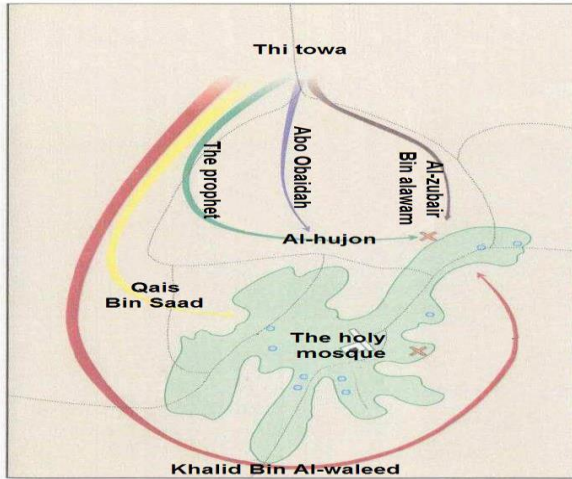 Thi towa
The prophet
Abo Obaidah
Al-zubair
Bin alawam
Al-hujon
Qais
Bin Saad
The holy
mosque
Khalid Bin Al-waleed